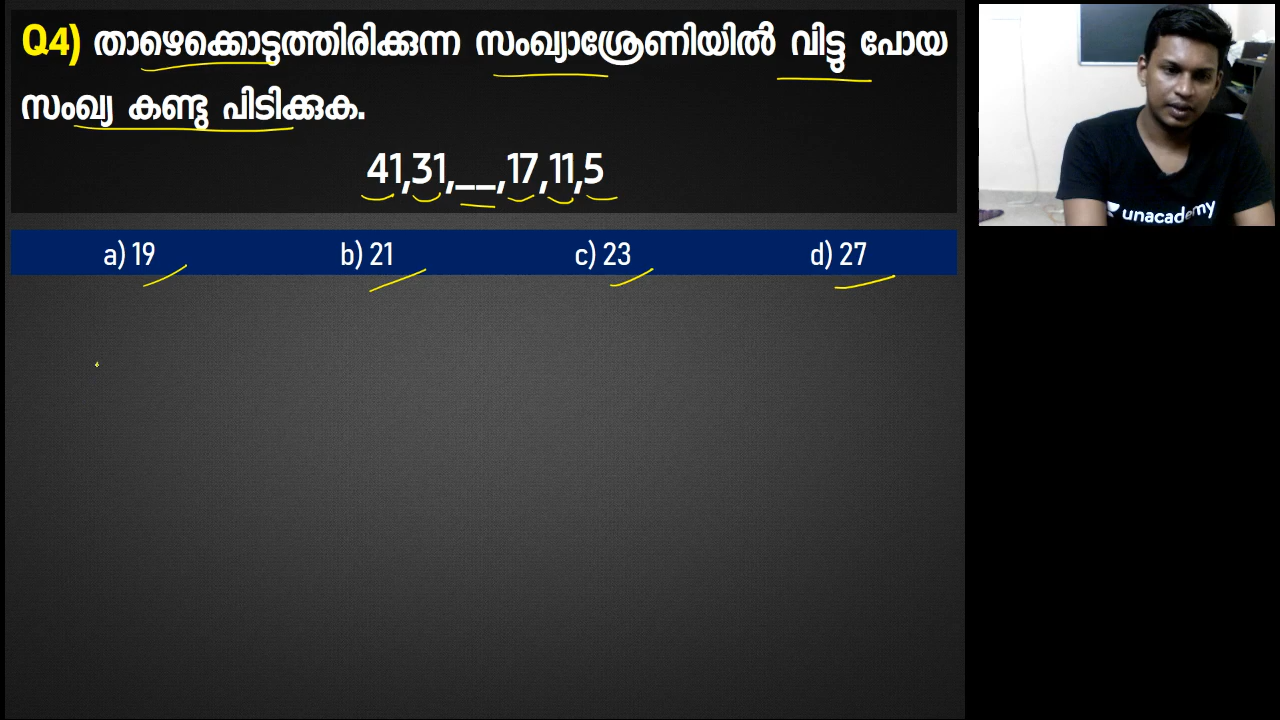 Q4) താഴെക്കൊടുത്തിരിക്കുന്ന സംഖ്യാശ്രേണിയിൽ വിട്ടു പോയ
സംഖ്യ കണ്ടു പിടിക്കുക.
41,31,__,17,11,5
a) 19 b) 21 c) 23 d) 27
unacademy